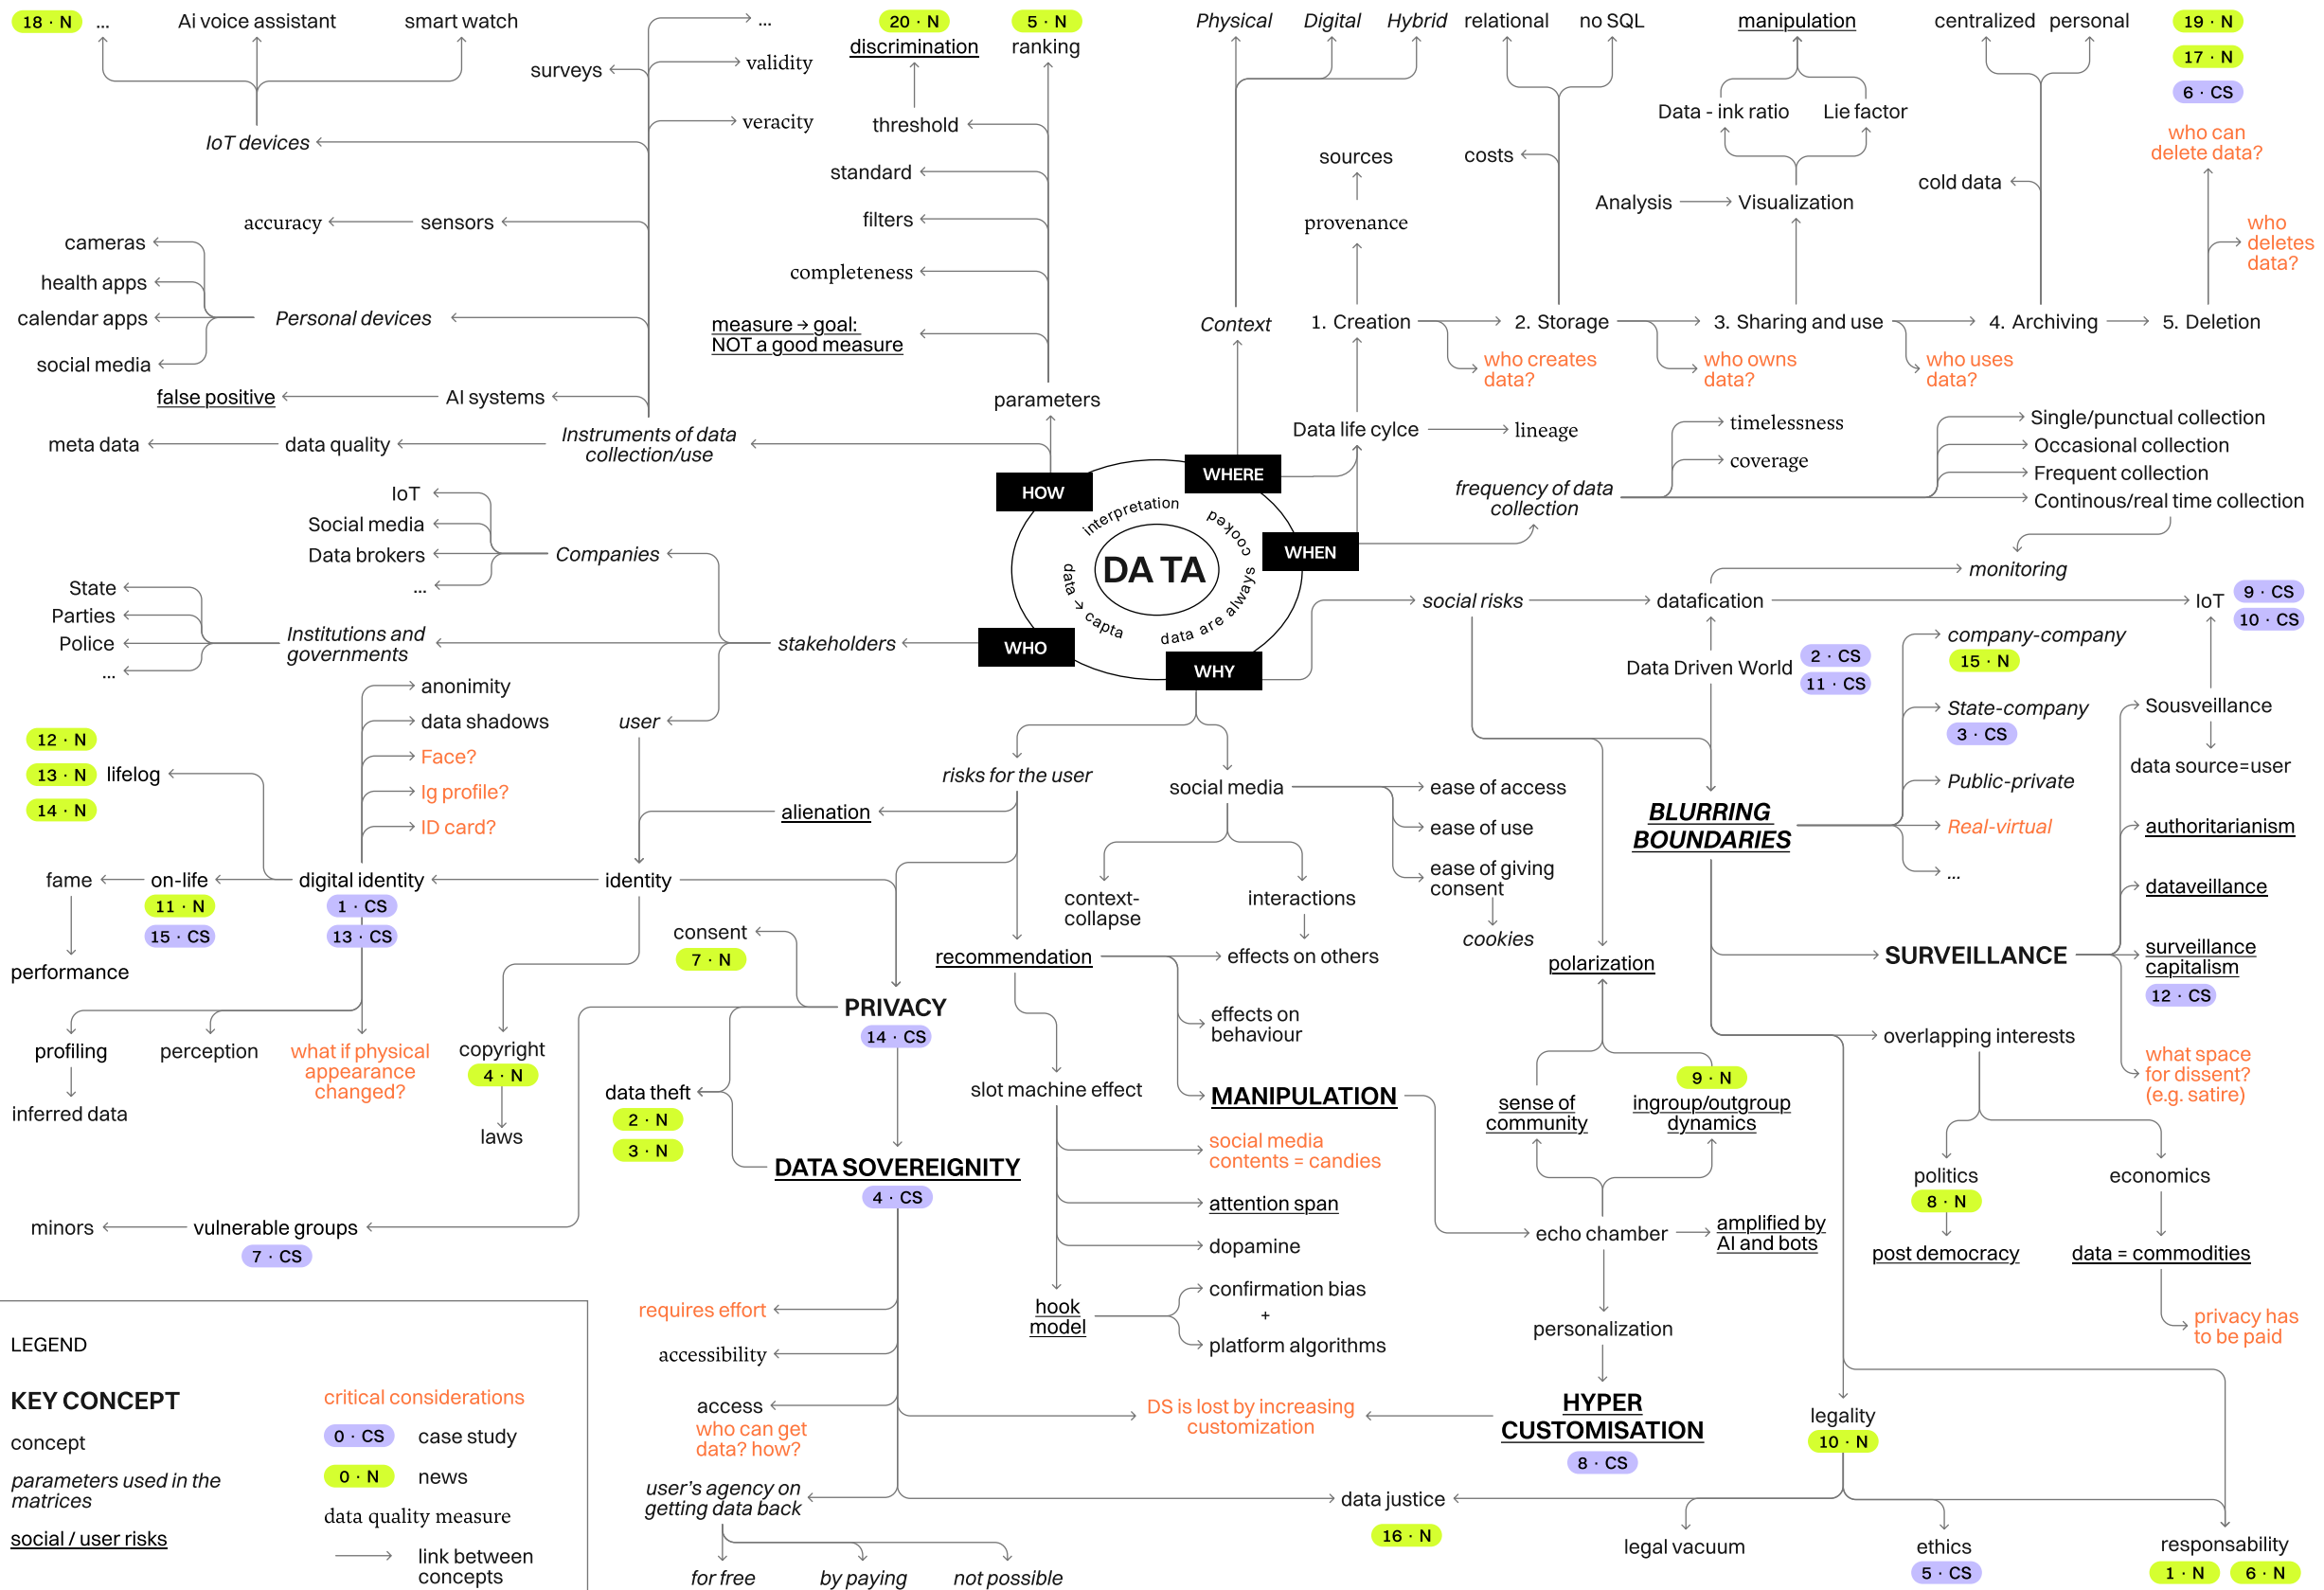 18 · N
...
Ai voice assistant
smart watch
...
surveys
validity
veracity
IoT devices
accuracy
sensors
cameras
health apps
calendar apps
social media
Personal devices
false positive
AI systems
meta data
data quality
Instruments of data
collection/use
20 · N
discrimination
5 · N
ranking
threshold
standard
filters
completeness
measure → goal:
NOT a good measure
parameters
Physical
Digital
Hybrid
relational
no SQL
manipulation
centralized
personal
19 · N
17 · N
6 · CS
who can
delete data?
who
deletes
data?
Data - ink ratio
Lie factor
sources
costs
provenance
Analysis
Visualization
cold data
Context
1. Creation
2. Storage
3. Sharing and use
4. Archiving
5. Deletion
who creates
data?
who owns
data?
who uses
data?
Data life cylce
lineage
timelessness
coverage
frequency of data
collection
Single/punctual collection
Occasional collection
Frequent collection
Continous/real time collection
monitoring
HOW
WHERE
WHEN
WHO
WHY
interpretation
data are always
cooked
data → capta
DATA
IoT
Social media
Data brokers
...
Companies
State
Parties
Police
...
Institutions and
governments
stakeholders
user
social risks
datafication
IoT
9 · CS
10 · CS
Data Driven World
2 · CS
11 · CS
company-company
15 · N
State-company
3 · CS
Public-private
Real-virtual
...
Sousveillance
data source=user
BLURRING
BOUNDARIES
authoritarianism
dataveillance
SURVEILLANCE
surveillance
capitalism
12 · CS
what space
for dissent?
(e.g. satire)
overlapping interests
politics
8 · N
post democracy
economics
data = commodities
privacy has
to be paid
anonimity
data shadows
Face?
Ig profile?
ID card?
12 · N
13 · N
14 · N
lifelog
fame
on-life
11 · N
15 · CS
digital identity
1 · CS
13 · CS
identity
performance
profiling
perception
what if physical
appearance
changed?
inferred data
copyright
4 · N
laws
alienation
risks for the user
social media
ease of access
ease of use
ease of giving
consent
cookies
context-
collapse
interactions
effects on others
consent
7 · N
recommendation
effects on
behaviour
PRIVACY
14 · CS
data theft
2 · N
3 · N
slot machine effect
MANIPULATION
social media
contents = candies
attention span
dopamine
hook
model
confirmation bias
+
platform algorithms
DATA SOVEREIGNITY
4 · CS
minors
vulnerable groups
7 · CS
polarization
9 · N
sense of
community
ingroup/outgroup
dynamics
echo chamber
amplified by
AI and bots
personalization
HYPER
CUSTOMISATION
8 · CS
DS is lost by increasing
customization
requires effort
accessibility
access
who can get
data? how?
user's agency on
getting data back
for free
by paying
not possible
data justice
16 · N
legality
10 · N
legal vacuum
ethics
5 · CS
responsability
1 · N
6 · N
LEGEND
KEY CONCEPT
concept
parameters used in the
matrices
social / user risks
critical considerations
0 · CS
case study
0 · N
news
data quality measure
link between
concepts